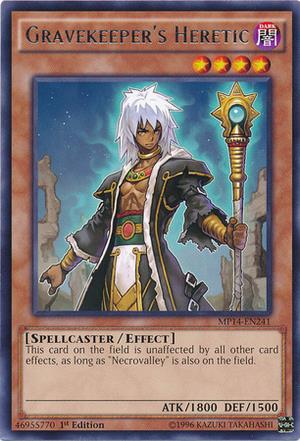 GRAVEKEEPER'S HERETIC
DARK
闇
MP14-EN241
[SPELLCASTER / EFFECT]
This card on the field is unaffected by all other card
effects, as long as "Necrovalley" is also on the field.
ATK/1800 DEF/1500
46955770 1st Edition ©1996 KAZUKI TAKAHASHI